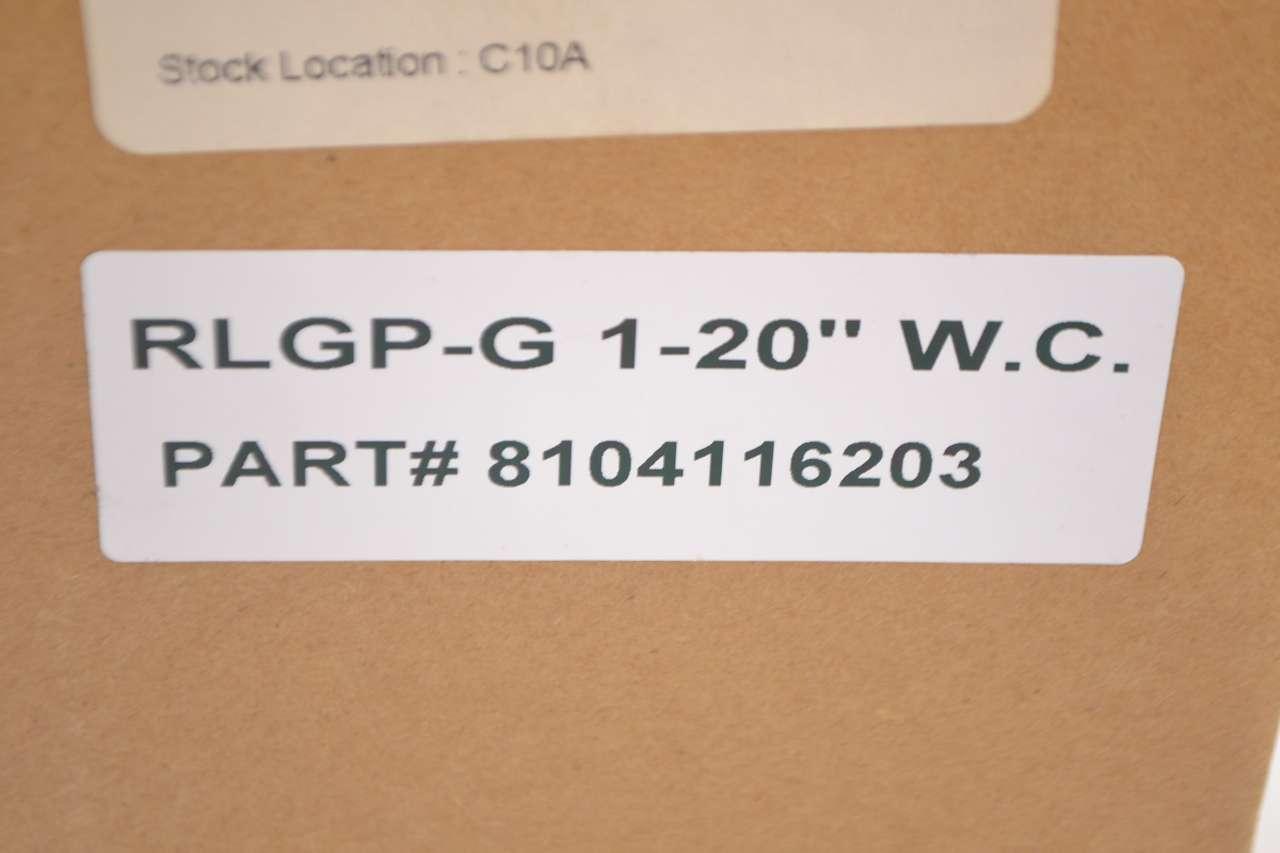 Stock Location : C10A
RLGP-G 1-20" W.C.
PART# 8104116203